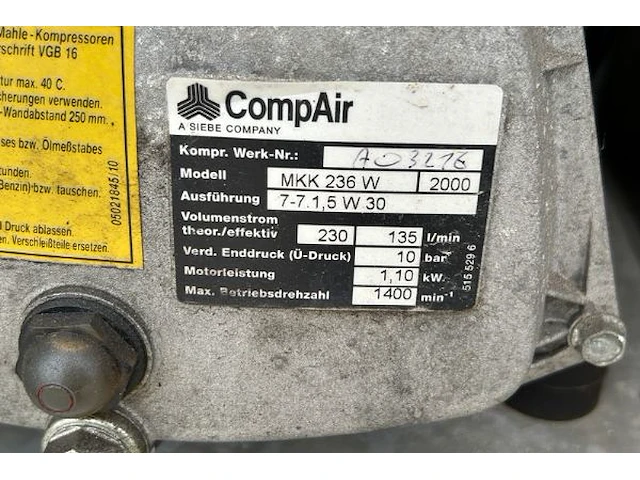 Mahle-Kompressoren
rschrift VGB 16
tur max. 40 C.
cherungen verwenden.
-Wandabstand 250 mm.
ses bzw. Ölmeßstabes
tunden.
Benzin) bzw. tauschen.
d Druck ablassen.
en. Verschleißteile ersetzen.
05021845/10
CompAir
A SIEBE COMPANY
Kompr. Werk-Nr.: A03216
Modell MKK 236 W 2000
Ausführung 7-7.1,5 W 30
Volumenstrom
theor./effektiv 230 135 l/min
Verd. Enddruck (Ü-Druck) 10 bar
Motorleistung 1,10 kW
Max. Betriebsdrehzahl 1400 min⁻¹
515 529 6